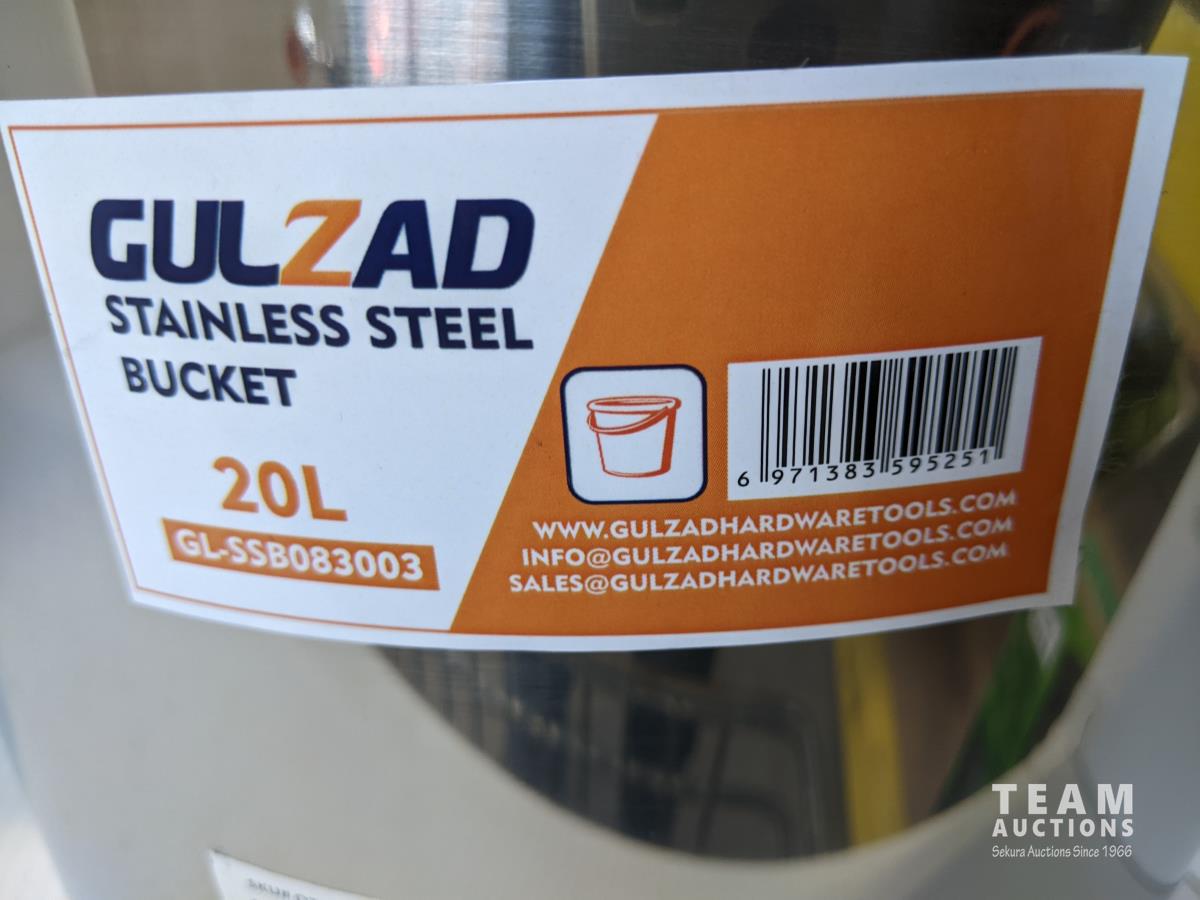 GULZAD
STAINLESS STEEL
BUCKET
20L
GL-SSB083003
6 971383 595251
WWW.GULZADHARDWARETOOLS.COM
INFO@GULZADHARDWARETOOLS.COM
SALES@GULZADHARDWARETOOLS.COM
TEAM
AUCTIONS
Sekura Auctions Since 1966